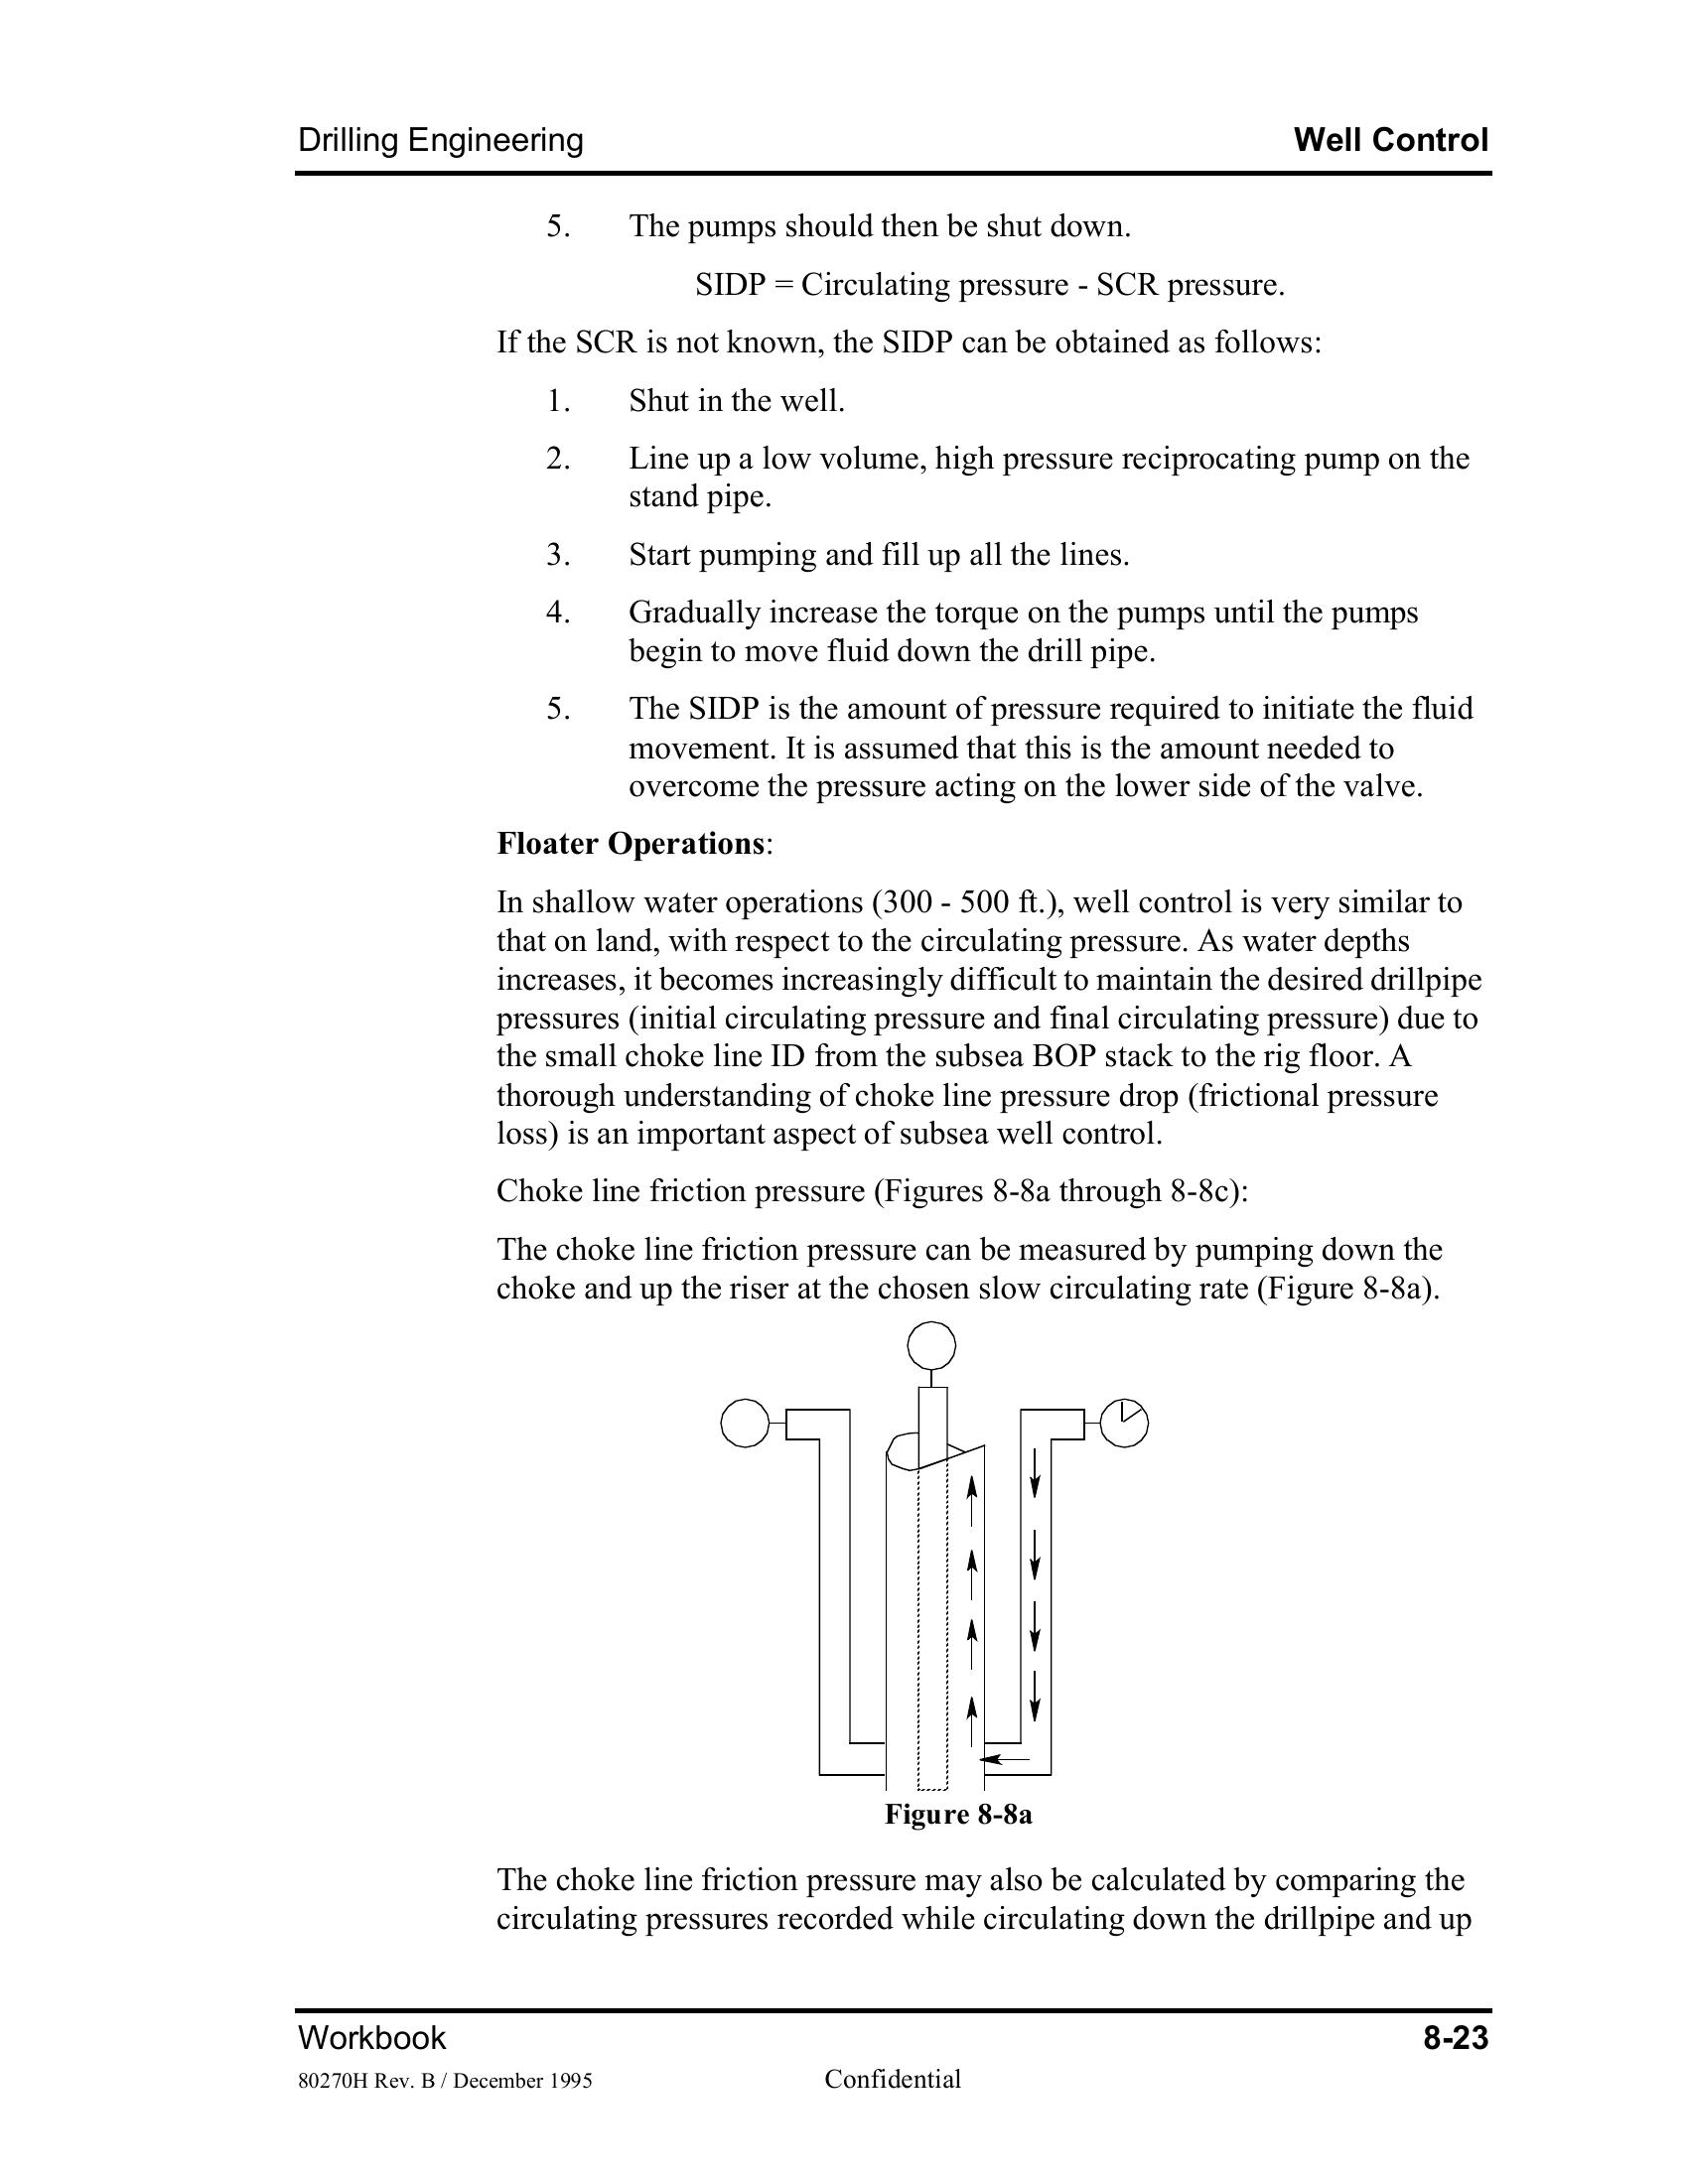 Drilling Engineering Well Control
5. The pumps should then be shut down.
SIDP = Circulating pressure - SCR pressure.
If the SCR is not known, the SIDP can be obtained as follows:
1. Shut in the well.
2. Line up a low volume, high pressure reciprocating pump on the
stand pipe.
3. Start pumping and fill up all the lines.
4. Gradually increase the torque on the pumps until the pumps
begin to move fluid down the drill pipe.
5. The SIDP is the amount of pressure required to initiate the fluid
movement. It is assumed that this is the amount needed to
overcome the pressure acting on the lower side of the valve.
Floater Operations:
In shallow water operations (300 - 500 ft.), well control is very similar to
that on land, with respect to the circulating pressure. As water depths
increases, it becomes increasingly difficult to maintain the desired drillpipe
pressures (initial circulating pressure and final circulating pressure) due to
the small choke line ID from the subsea BOP stack to the rig floor. A
thorough understanding of choke line pressure drop (frictional pressure
loss) is an important aspect of subsea well control.
Choke line friction pressure (Figures 8-8a through 8-8c):
The choke line friction pressure can be measured by pumping down the
choke and up the riser at the chosen slow circulating rate (Figure 8-8a).
Figure 8-8a
The choke line friction pressure may also be calculated by comparing the
circulating pressures recorded while circulating down the drillpipe and up
Workbook 8-23
80270H Rev. B / December 1995 Confidential